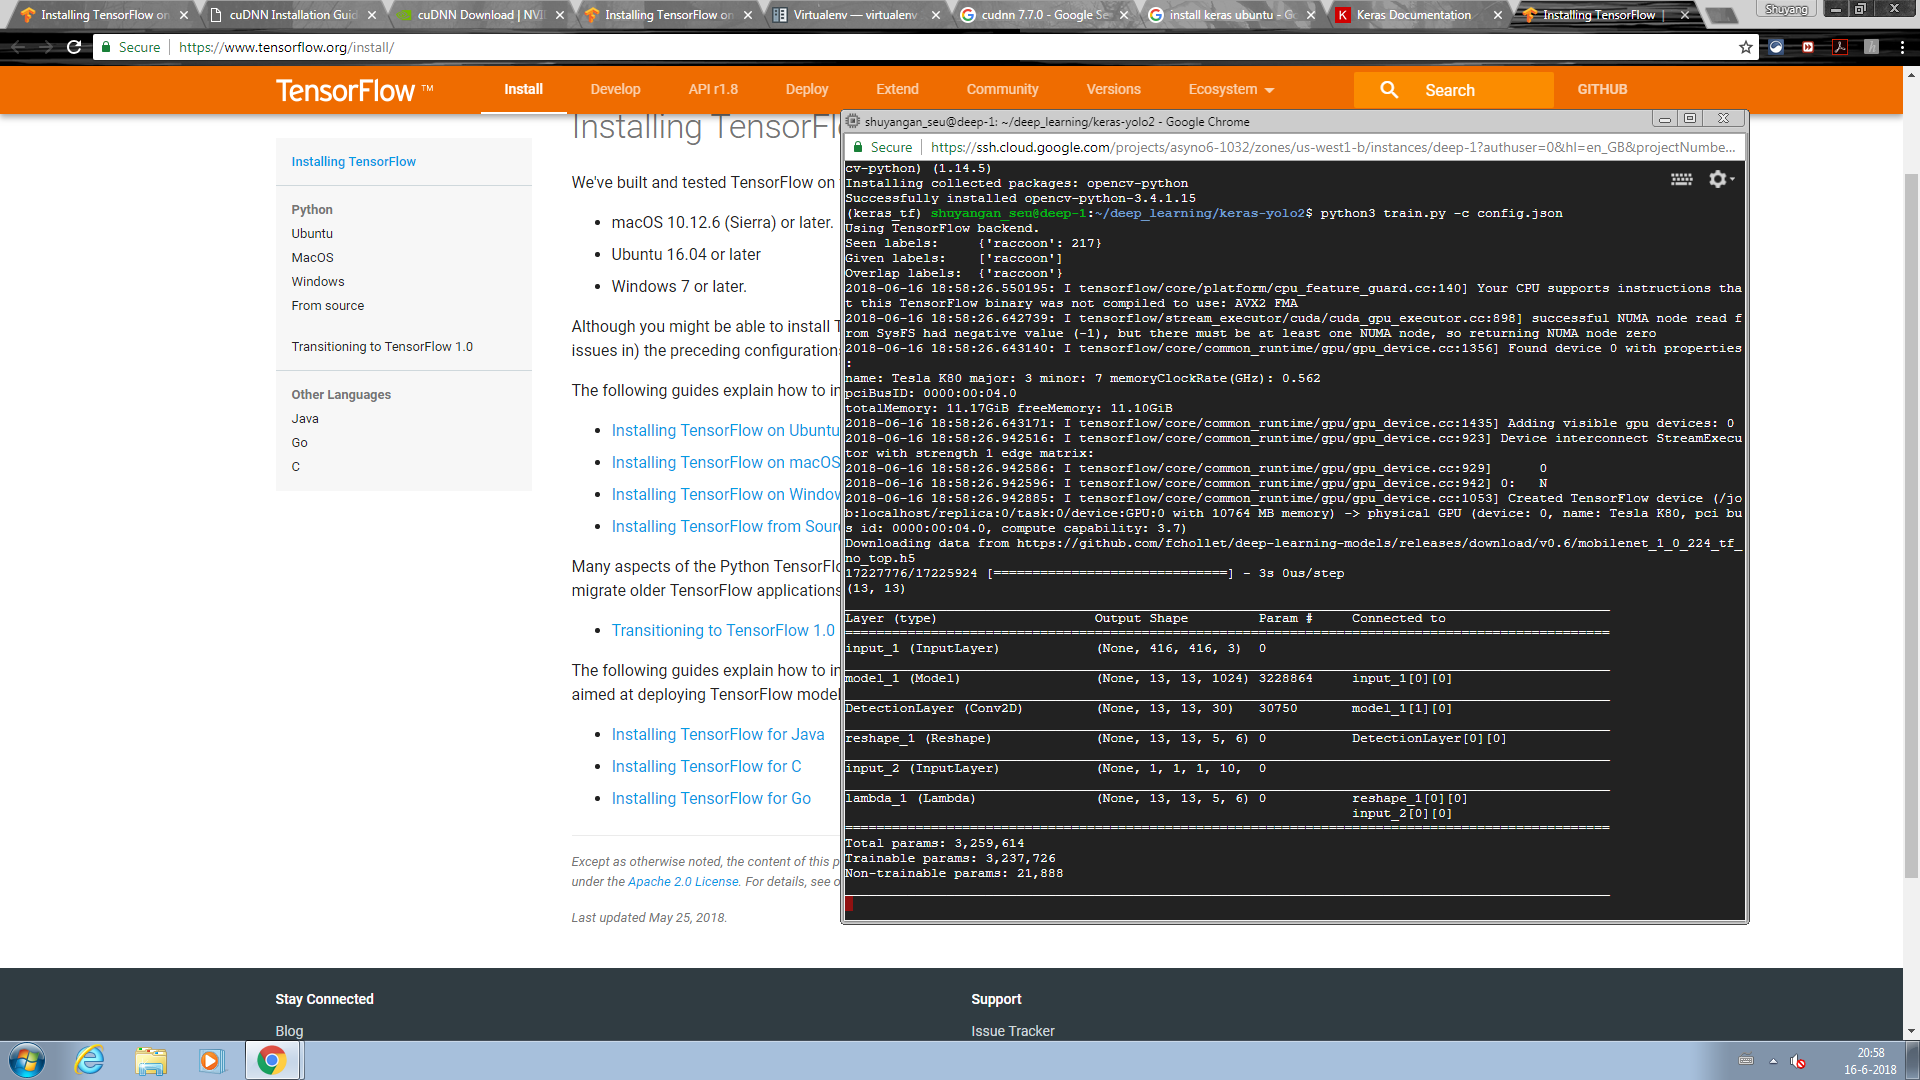 Installing TensorFlow on
cuDNN Installation Guid
cuDNN Download | NVI
Installing TensorFlow on
Virtualenv — virtualenv
cudnn 7.7.0 - Google Se
install keras ubuntu - G
Keras Documentation
Installing TensorFlow |
Shuyang
Secure
https://www.tensorflow.org/install/
TensorFlow ™
Install
Develop
API r1.8
Deploy
Extend
Community
Versions
Ecosystem
Search
GITHUB
Installing TensorFlow
Python
Ubuntu
MacOS
Windows
From source
Transitioning to TensorFlow 1.0
Other Languages
Java
Go
C
Installing TensorFl
We've built and tested TensorFlow on
macOS 10.12.6 (Sierra) or later.
Ubuntu 16.04 or later
Windows 7 or later.
Although you might be able to install T
issues in) the preceding configuration
The following guides explain how to in
Installing TensorFlow on Ubuntu
Installing TensorFlow on macOS
Installing TensorFlow on Window
Installing TensorFlow from Sour
Many aspects of the Python TensorFlo
migrate older TensorFlow applications
Transitioning to TensorFlow 1.0
The following guides explain how to in
aimed at deploying TensorFlow model
Installing TensorFlow for Java
Installing TensorFlow for C
Installing TensorFlow for Go
Except as otherwise noted, the content of this p
under the Apache 2.0 License. For details, see o
Last updated May 25, 2018.
shuyangan_seu@deep-1: ~/deep_learning/keras-yolo2 - Google Chrome
Secure
https://ssh.cloud.google.com/projects/asyno6-1032/zones/us-west1-b/instances/deep-1?authuser=0&hl=en_GB&projectNumbe...
cv-python) (1.14.5)
Installing collected packages: opencv-python
Successfully installed opencv-python-3.4.1.15
(keras_tf) shuyangan_seu@deep-1:~/deep_learning/keras-yolo2$ python3 train.py -c config.json
Using TensorFlow backend.
Seen labels: {'raccoon': 217}
Given labels: ['raccoon']
Overlap labels: {'raccoon'}
2018-06-16 18:58:26.550195: I tensorflow/core/platform/cpu_feature_guard.cc:140] Your CPU supports instructions tha
t this TensorFlow binary was not compiled to use: AVX2 FMA
2018-06-16 18:58:26.642739: I tensorflow/stream_executor/cuda/cuda_gpu_executor.cc:898] successful NUMA node read f
rom SysFS had negative value (-1), but there must be at least one NUMA node, so returning NUMA node zero
2018-06-16 18:58:26.643140: I tensorflow/core/common_runtime/gpu/gpu_device.cc:1356] Found device 0 with properties
:
name: Tesla K80 major: 3 minor: 7 memoryClockRate(GHz): 0.562
pciBusID: 0000:00:04.0
totalMemory: 11.17GiB freeMemory: 11.10GiB
2018-06-16 18:58:26.643171: I tensorflow/core/common_runtime/gpu/gpu_device.cc:1435] Adding visible gpu devices: 0
2018-06-16 18:58:26.942516: I tensorflow/core/common_runtime/gpu/gpu_device.cc:923] Device interconnect StreamExecu
tor with strength 1 edge matrix:
2018-06-16 18:58:26.942586: I tensorflow/core/common_runtime/gpu/gpu_device.cc:929] 0
2018-06-16 18:58:26.942596: I tensorflow/core/common_runtime/gpu/gpu_device.cc:942] 0: N
2018-06-16 18:58:26.942885: I tensorflow/core/common_runtime/gpu/gpu_device.cc:1053] Created TensorFlow device (/jo
b:localhost/replica:0/task:0/device:GPU:0 with 10764 MB memory) -> physical GPU (device: 0, name: Tesla K80, pci bu
s id: 0000:00:04.0, compute capability: 3.7)
Downloading data from https://github.com/fchollet/deep-learning-models/releases/download/v0.6/mobilenet_1_0_224_tf_
no_top.h5
17227776/17225924 [==============================] - 3s 0us/step
(13, 13)
Layer (type) Output Shape Param # Connected to
input_1 (InputLayer) (None, 416, 416, 3) 0
model_1 (Model) (None, 13, 13, 1024) 3228864 input_1[0][0]
DetectionLayer (Conv2D) (None, 13, 13, 30) 30750 model_1[1][0]
reshape_1 (Reshape) (None, 13, 13, 5, 6) 0 DetectionLayer[0][0]
input_2 (InputLayer) (None, 1, 1, 1, 10, 0
lambda_1 (Lambda) (None, 13, 13, 5, 6) 0 reshape_1[0][0]
input_2[0][0]
Total params: 3,259,614
Trainable params: 3,237,726
Non-trainable params: 21,888
Stay Connected
Blog
Support
Issue Tracker
20:58
16-6-2018